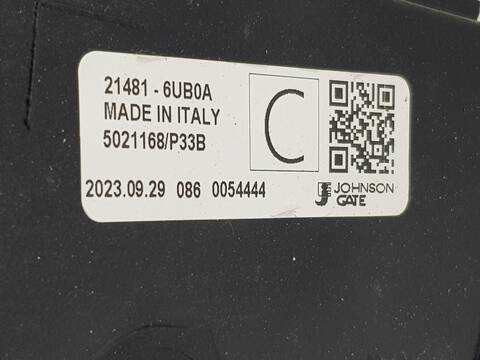 21481 - 6UB0A
MADE IN ITALY
5021168/P33B
C
2023.09.29 086 0054444
JOHNSON
GATE